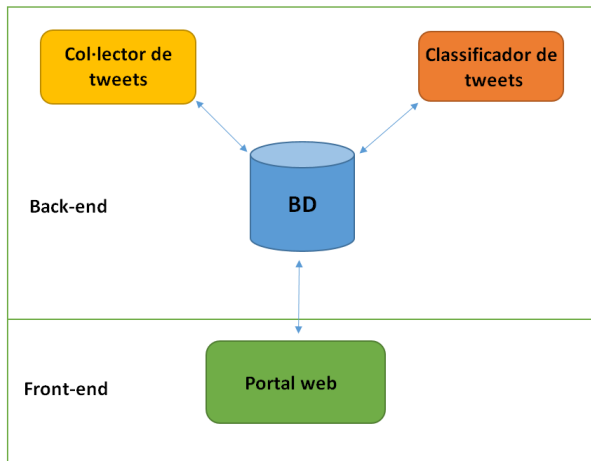 Col·lector de
tweets
Classificador de
tweets
BD
Back-end
Portal web
Front-end